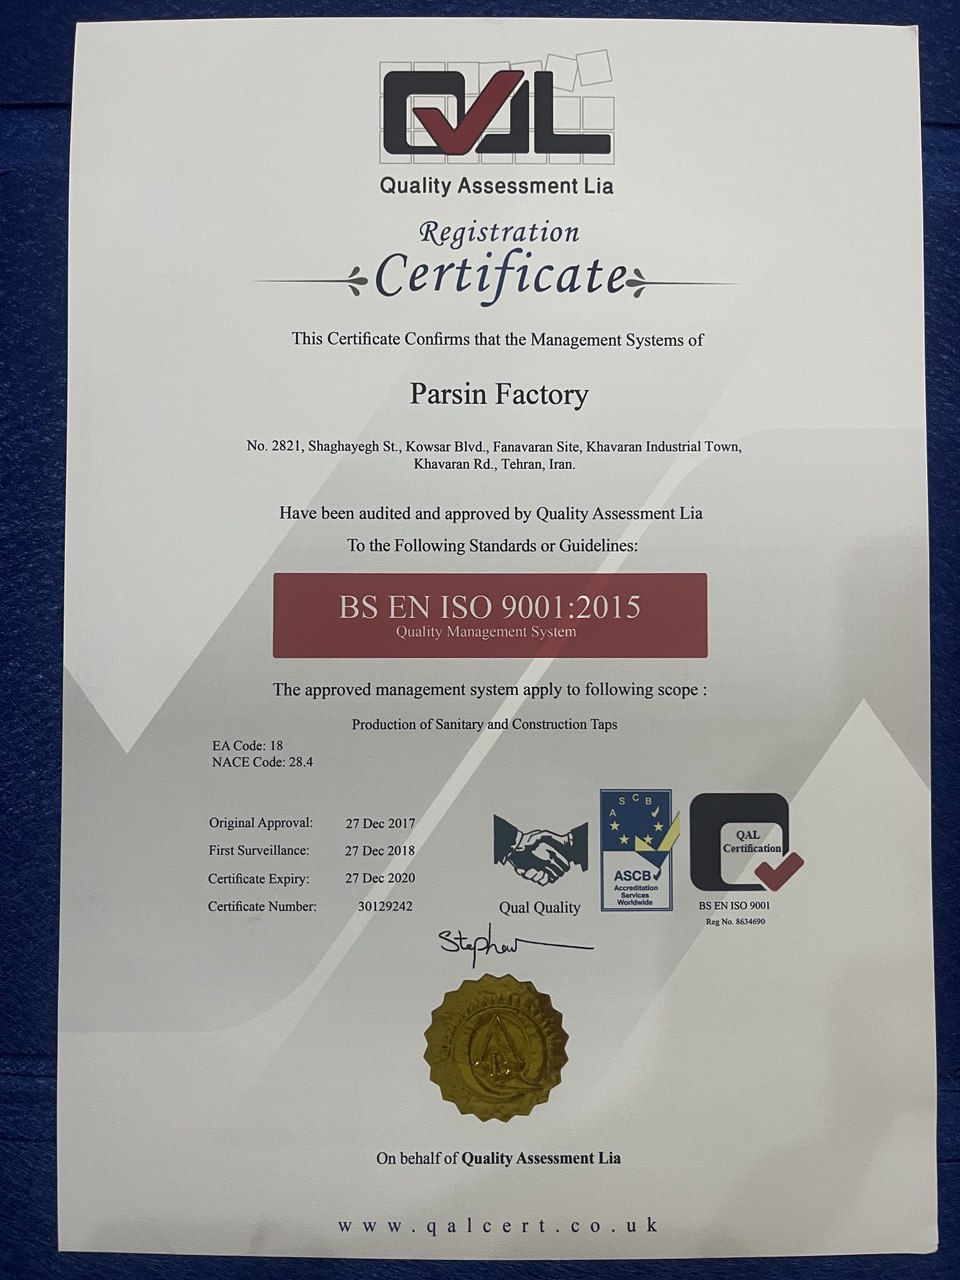 QAL
Quality Assessment Lia
Registration
Certificate
This Certificate Confirms that the Management Systems of
Parsin Factory
No. 2821, Shaghayegh St., Kowsar Blvd., Fanavaran Site, Khavaran Industrial Town,
Khavaran Rd., Tehran, Iran.
Have been audited and approved by Quality Assessment Lia
To the Following Standards or Guidelines:
BS EN ISO 9001:2015
Quality Management System
The approved management system apply to following scope :
Production of Sanitary and Construction Taps
EA Code: 18
NACE Code: 28.4
Original Approval: 27 Dec 2017
First Surveillance: 27 Dec 2018
Certificate Expiry: 27 Dec 2020
Certificate Number: 30129242
Qual Quality
A S C B
ASCB
Accreditation
Services
Worldwide
QAL
Certification
BS EN ISO 9001
Reg No. 8634690
Stephen
On behalf of Quality Assessment Lia
www.qalcert.co.uk